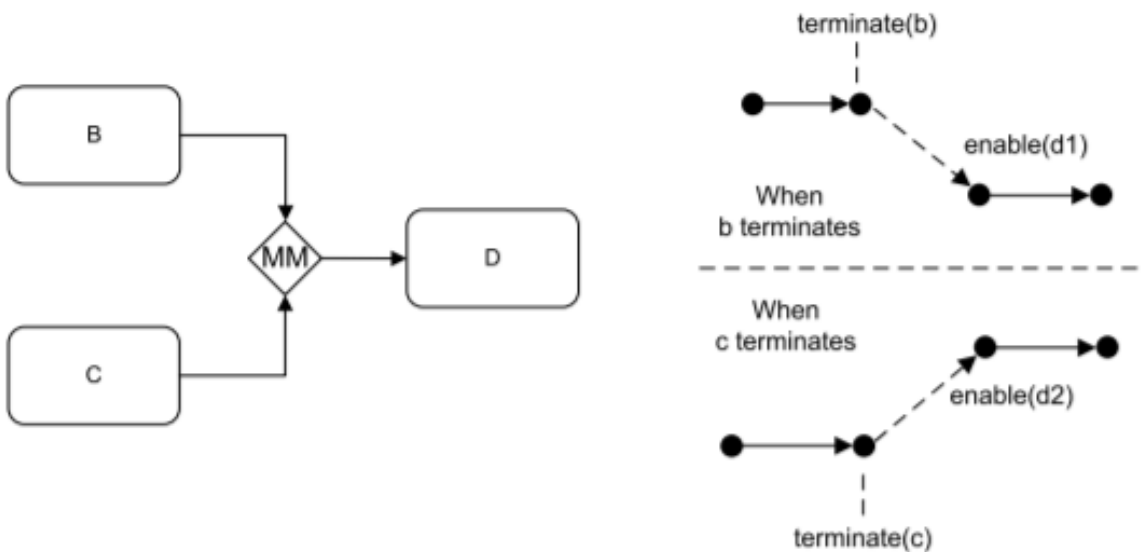 B
C
MM
D
terminate(b)
enable(d1)
When
b terminates
When
c terminates
enable(d2)
terminate(c)